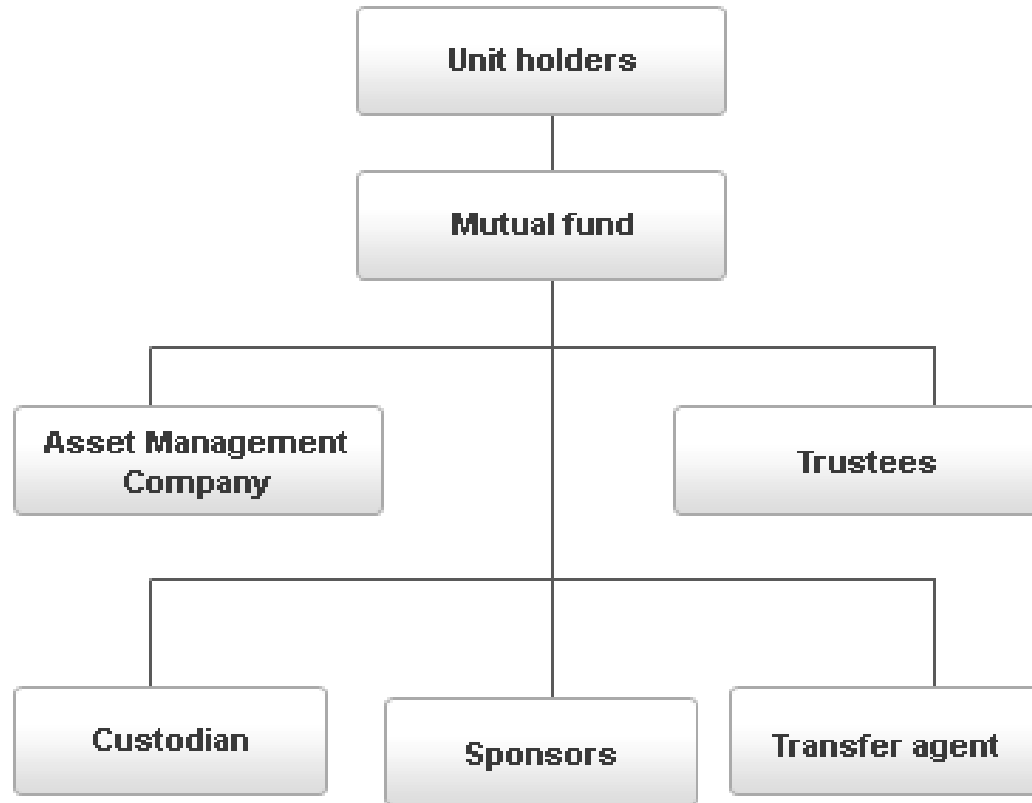 Unit holders
Mutual fund
Asset Management
Company
Trustees
Custodian
Sponsors
Transfer agent